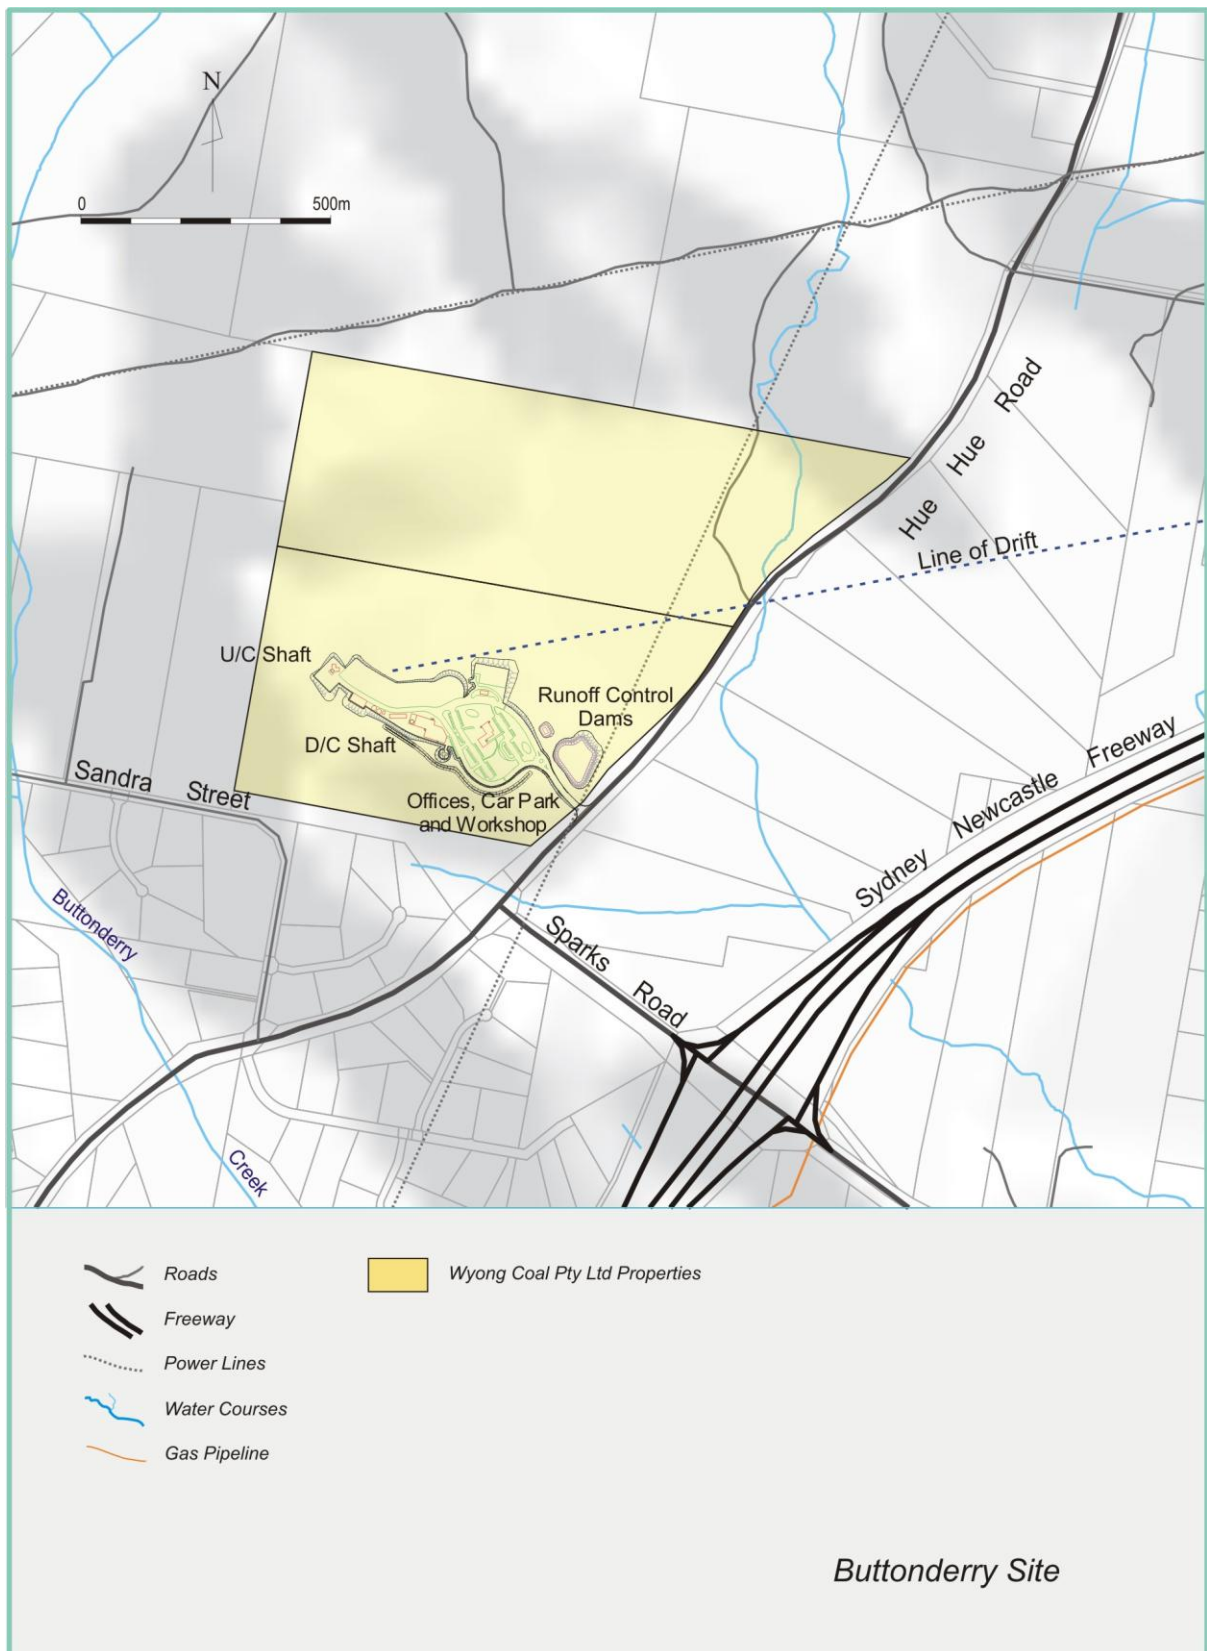 N
0 500m
Hue Hue Road
Line of Drift
U/C Shaft
Runoff Control
Dams
D/C Shaft
Sandra Street
Offices, Car Park
and Workshop
Sydney Newcastle Freeway
Buttonderry
Creek
Sparks Road
Roads
Wyong Coal Pty Ltd Properties
Freeway
Power Lines
Water Courses
Gas Pipeline
Buttonderry Site